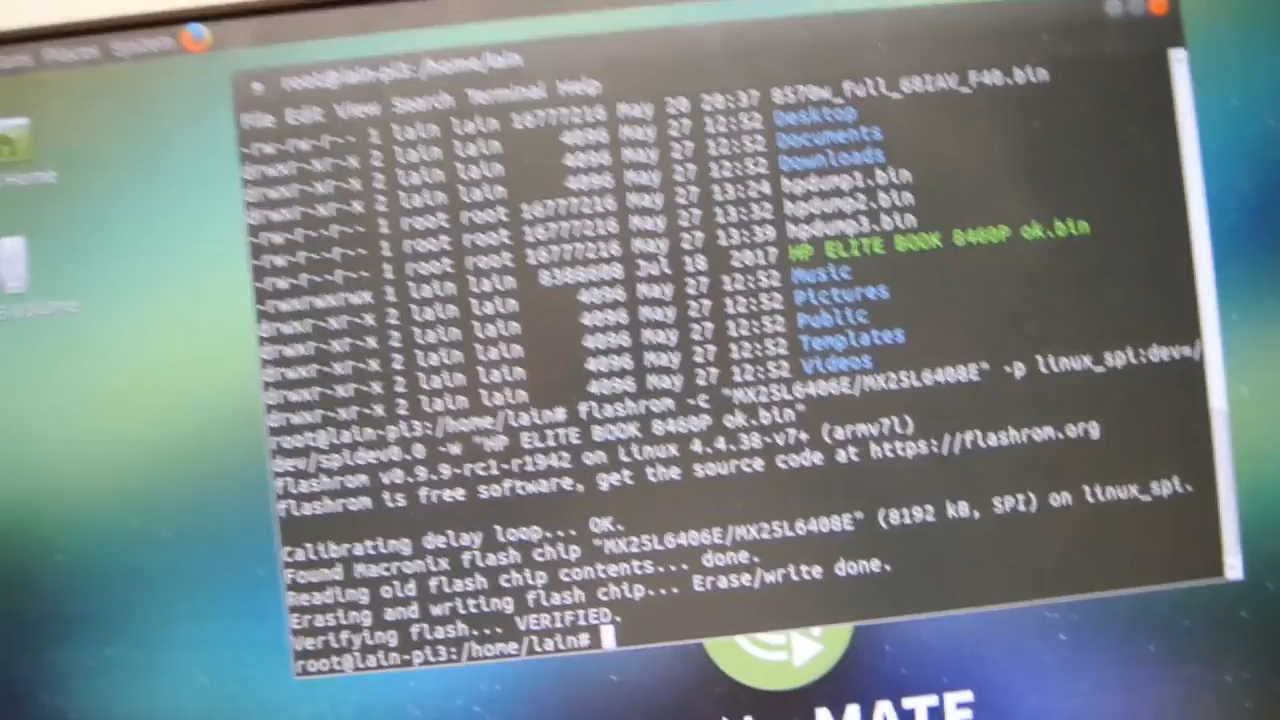 Places System
root@lain-pi3:/home/lain
File Edit View Search Terminal Help
-rw-rw-r-- 1 lain lain 16777216 May 20 20:37 8570w_Full_68IAV_F40.bin
drwxr-xr-x 2 lain lain 4096 May 27 12:52 Desktop
drwxr-xr-x 2 lain lain 4096 May 27 12:52 Documents
drwxr-xr-x 2 lain lain 4096 May 27 12:52 Downloads
-rw-r--r-- 1 root root 16777216 May 27 13:24 hpdump1.bin
-rw-r--r-- 1 root root 16777216 May 27 13:32 hpdump2.bin
-rw-r--r-- 1 root root 16777216 May 27 13:39 hpdump3.bin
-rwxrwxrwx 1 lain lain 8388608 Jul 18 2017 HP ELITE BOOK 8460P ok.bin
drwxr-xr-x 2 lain lain 4096 May 27 12:52 Music
drwxr-xr-x 2 lain lain 4096 May 27 12:52 Pictures
drwxr-xr-x 2 lain lain 4096 May 27 12:52 Public
drwxr-xr-x 2 lain lain 4096 May 27 12:52 Templates
drwxr-xr-x 2 lain lain 4096 May 27 12:52 Videos
root@lain-pi3:/home/lain# flashrom -c "MX25L6406E/MX25L6408E" -p linux_spi:dev=/
dev/spidev0.0 -w "HP ELITE BOOK 8460P ok.bin"
flashrom v0.9.9-rc1-r1942 on Linux 4.4.38-v7+ (armv7l)
flashrom is free software, get the source code at https://flashrom.org
Calibrating delay loop... OK.
Found Macronix flash chip "MX25L6406E/MX25L6408E" (8192 kB, SPI) on linux_spi.
Reading old flash chip contents... done.
Erasing and writing flash chip... Erase/write done.
Verifying flash... VERIFIED.
root@lain-pi3:/home/lain#
MATE